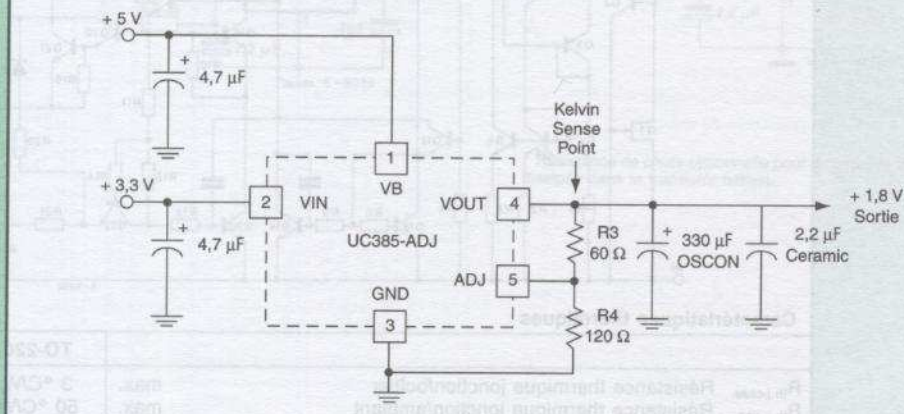 + 5 V
+
4,7 µF
Kelvin
Sense
Point
1
VB
+ 3,3 V
2
VIN
VOUT
4
+ 1,8 V
Sortie
+
4,7 µF
UC385-ADJ
R3
60 Ω
+
330 µF
OSCON
2,2 µF
Ceramic
ADJ
5
GND
3
R4
120 Ω
Caractéristiques thermiques
TO-220
Résistance thermique jonction/boîtier
max.
3 °C/W
Résistance thermique jonction/ambiant
max.
50 °C/W